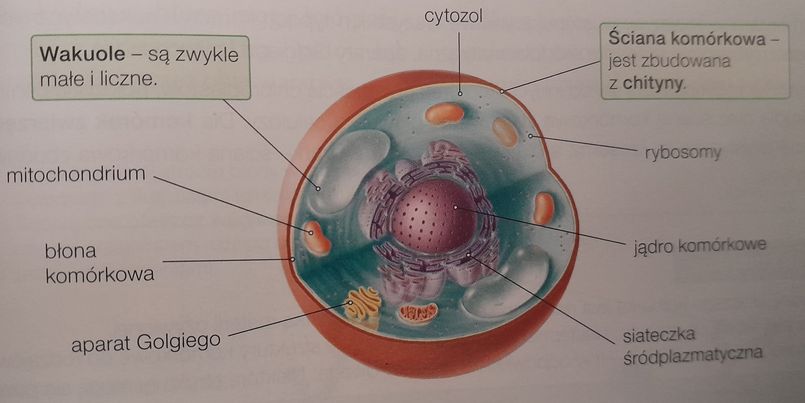 cytozol
Wakuole – są zwykle
małe i liczne.
Ściana komórkowa –
jest zbudowana
z chityny.
rybosomy
mitochondrium
jądro komórkowe
błona
komórkowa
aparat Golgiego
siateczka
śródplazmatyczna